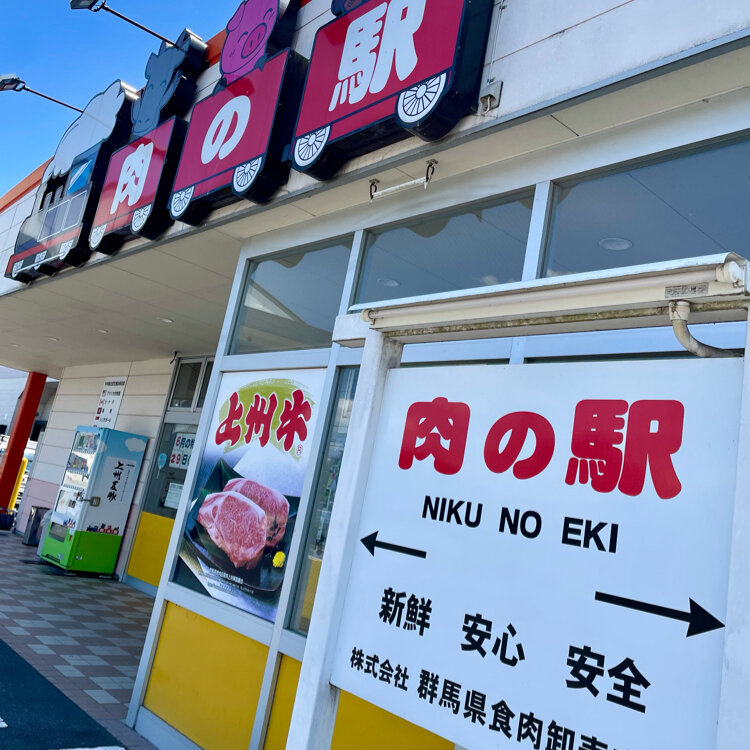 肉の駅
上州牛
肉の駅
NIKU NO EKI
新鮮 安心 安全
株式会社 群馬県食肉卸売